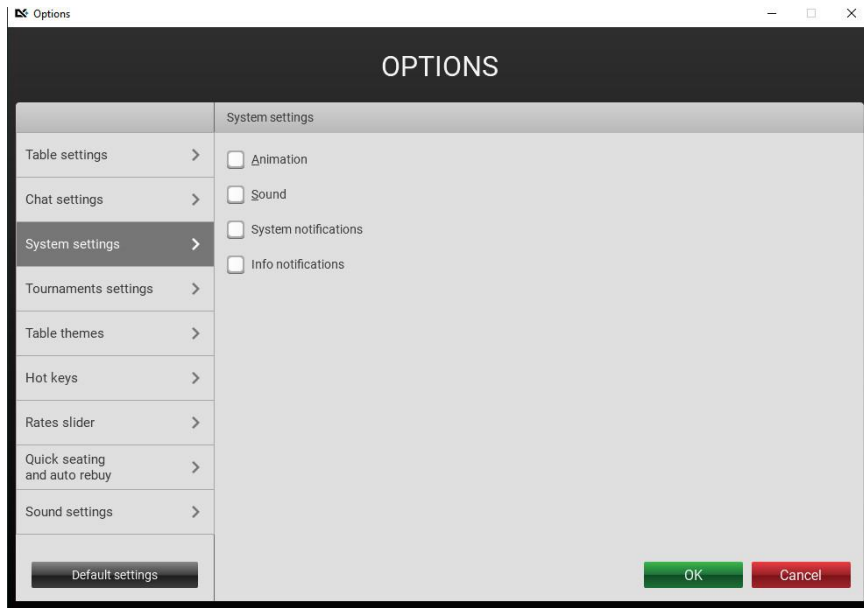 Options
OPTIONS
System settings
Table settings
Chat settings
System settings
Tournaments settings
Table themes
Hot keys
Rates slider
Quick seating
and auto rebuy
Sound settings
Default settings
Animation
Sound
System notifications
Info notifications
OK
Cancel